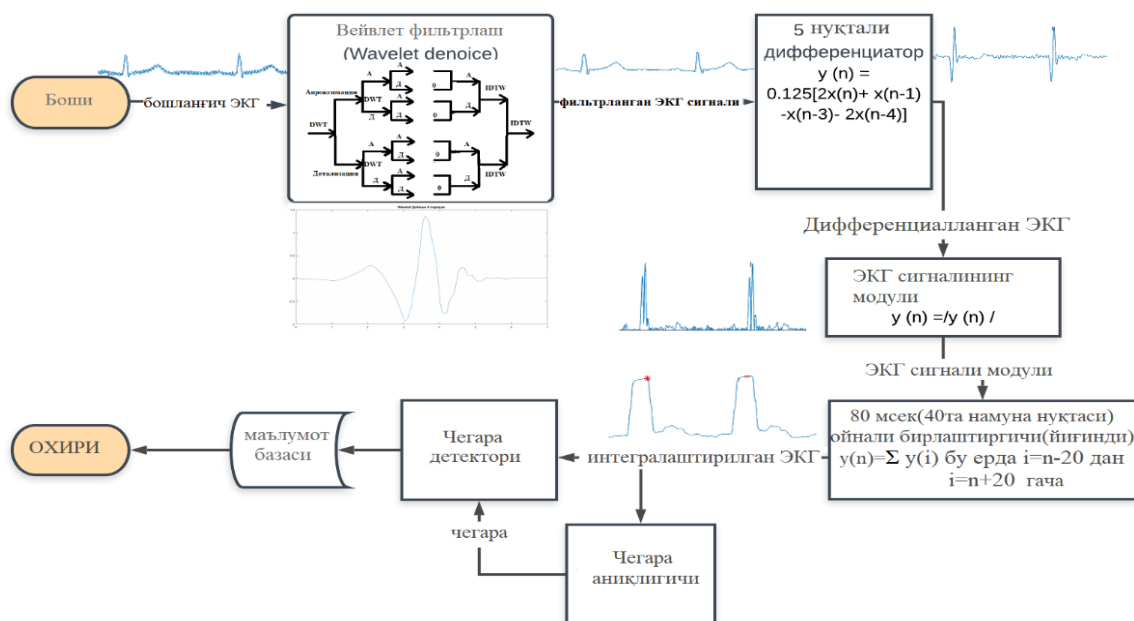 Боши
бошланғич ЭКГ
Вейвлет фильтрлаш
(Wavelet denoice)
Апроксимация
Детализация
DWT
DWT
DWT
А
Д
А
Д
А
Д
А
Д
А
Д
А
Д
0
0
А
Д
А
Д
IDTW
IDTW
IDTW
фильтрланган ЭКГ сигнали
5 нуқтали
дифференциатор
y (n) =
0.125[2x(n)+ x(n-1)
-x(n-3)- 2x(n-4)]
Дифференциалланган ЭКГ
ЭКГ сигналининг
модули
y (n) =/y (n) /
ЭКГ сигнали модули
80 мсек(40та намуна нуқтаси)
ойнали бирлаштиргичи(йиғинди)
y(n)=Σ y(i) бу ерда i=n-20 дан
i=n+20 гача
интегралаштирилган ЭКГ
Чегара
детектори
маълумот
базаси
ОХИРИ
чегара
Чегара
аниқлигичи